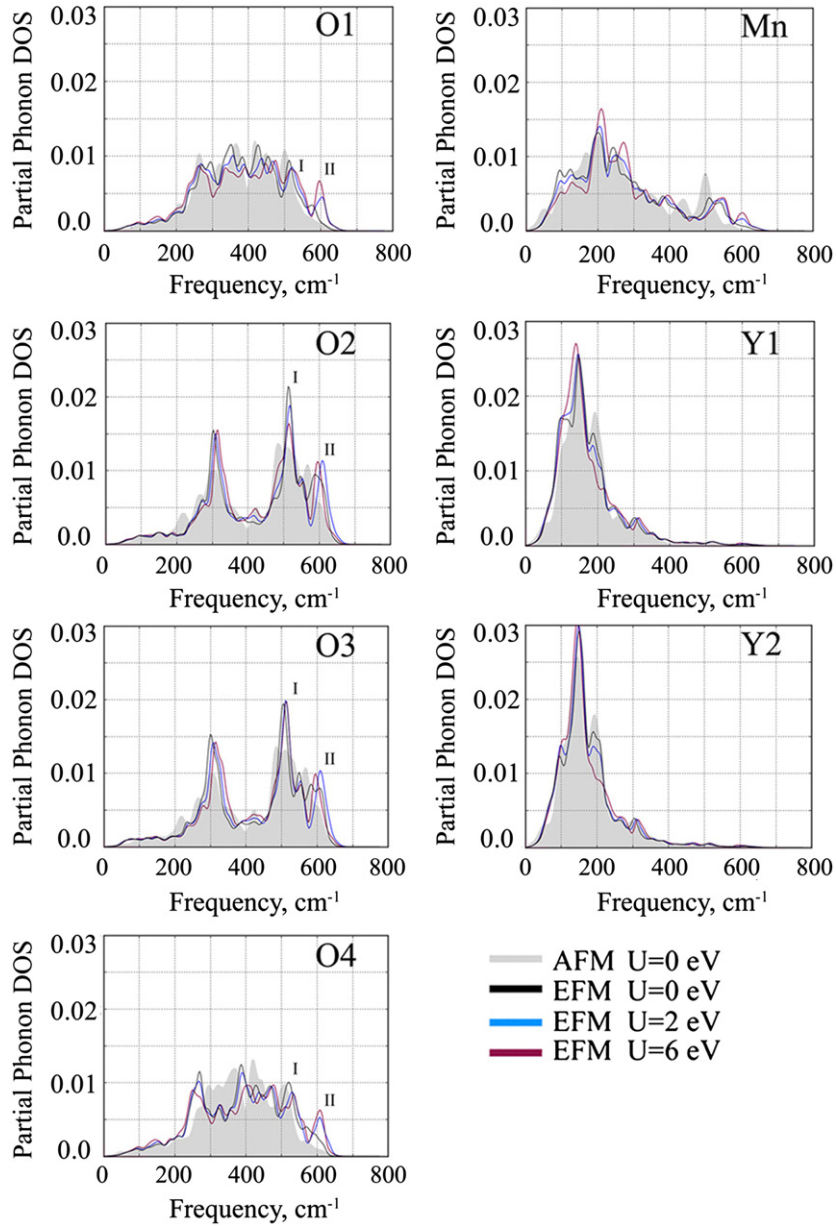 O1
Partial Phonon DOS
0.03
0.02
0.01
0.0
I
II
0 200 400 600 800
Frequency, cm-1
Mn
Partial Phonon DOS
0.03
0.02
0.01
0.0
0 200 400 600 800
Frequency, cm-1
O2
Partial Phonon DOS
0.03
0.02
0.01
0.0
I
II
0 200 400 600 800
Frequency, cm-1
Y1
Partial Phonon DOS
0.03
0.02
0.01
0.0
0 200 400 600 800
Frequency, cm-1
O3
Partial Phonon DOS
0.03
0.02
0.01
0.0
I
II
0 200 400 600 800
Frequency, cm-1
Y2
Partial Phonon DOS
0.03
0.02
0.01
0.0
0 200 400 600 800
Frequency, cm-1
O4
Partial Phonon DOS
0.03
0.02
0.01
0.0
I
II
0 200 400 600 800
Frequency, cm-1
AFM U=0 eV
EFM U=0 eV
EFM U=2 eV
EFM U=6 eV